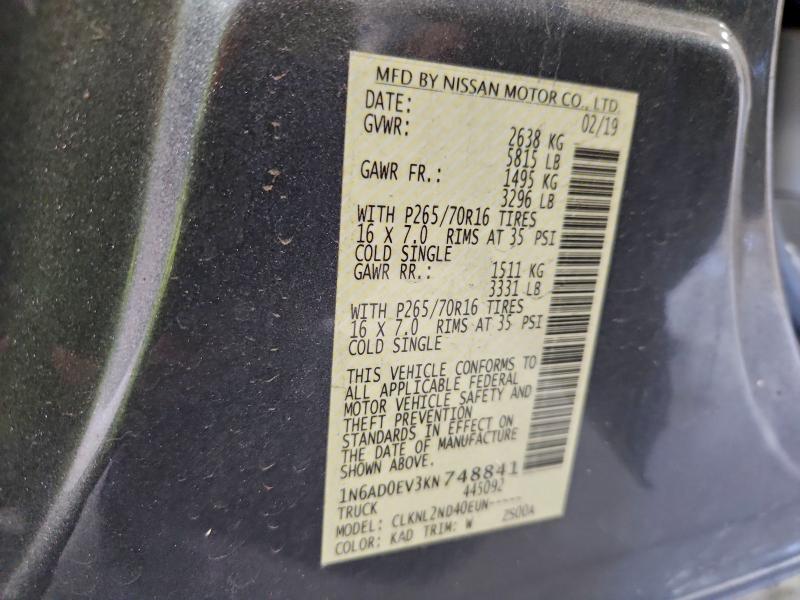 MFD BY NISSAN MOTOR CO., LTD.
DATE: 02/19
GVWR: 2638 KG
5815 LB
GAWR FR.: 1495 KG
3296 LB
WITH P265/70R16 TIRES
16 X 7.0 RIMS AT 35 PSI
COLD SINGLE
GAWR RR.: 1511 KG
3331 LB
WITH P265/70R16 TIRES
16 X 7.0 RIMS AT 35 PSI
COLD SINGLE
THIS VEHICLE CONFORMS TO
ALL APPLICABLE FEDERAL
MOTOR VEHICLE SAFETY AND
THEFT PREVENTION
STANDARDS IN EFFECT ON
THE DATE OF MANUFACTURE
SHOWN ABOVE.
1N6AD0EV3KN748841
445092
TRUCK
MODEL: CLKNL2ND40EUN-----
COLOR: KAD TRIM: W 2S00A